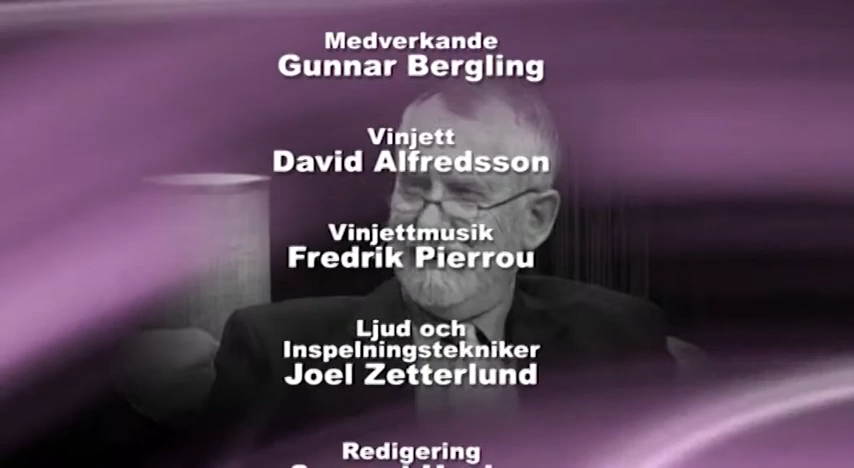 Medverkande
Gunnar Bergling
Vinjett
David Alfredsson
Vinjettmusik
Fredrik Pierrou
Ljud och
Inspelningstekniker
Joel Zetterlund
Redigering